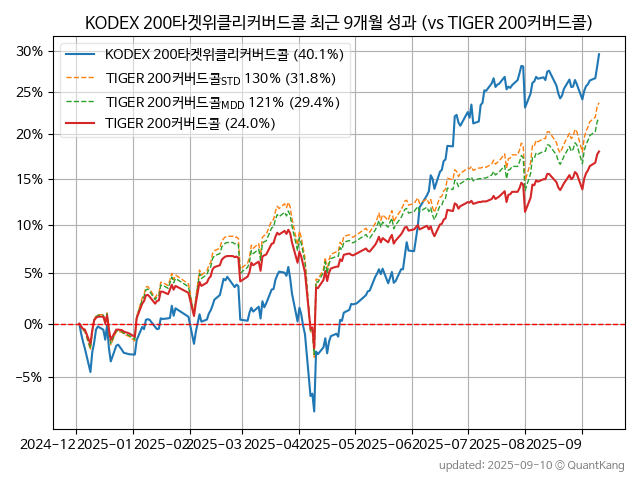 KODEX 200타겟위클리커버드콜 최근 9개월 성과 (vs TIGER 200커버드콜)
30%
25%
20%
15%
10%
5%
0%
−5%
KODEX 200타겟위클리커버드콜 (40.1%)
TIGER 200커버드콜STD 130% (31.8%)
TIGER 200커버드콜MDD 121% (29.4%)
TIGER 200커버드콜 (24.0%)
2024-12 2025-01 2025-02 2025-03 2025-04 2025-05 2025-06 2025-07 2025-08 2025-09
updated: 2025-09-10 © QuantKang